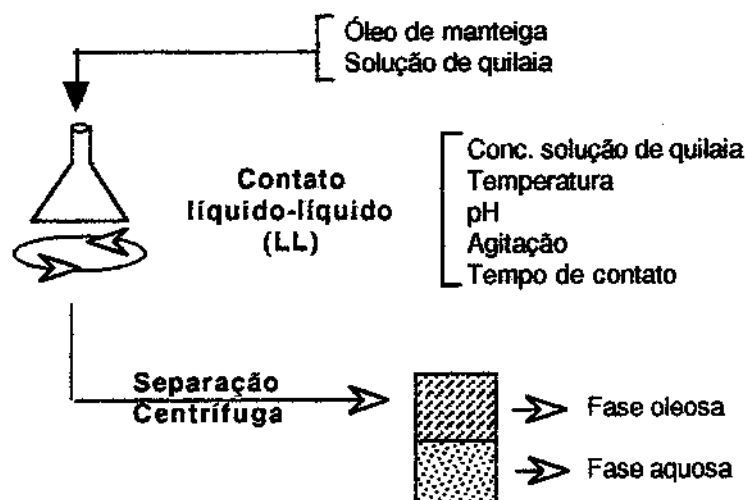 Óleo de manteiga
Solução de quilaia
Contato
líquido-líquido
(LL)
Conc. solução de quilaia
Temperatura
pH
Agitação
Tempo de contato
Separação
Centrífuga
Fase oleosa
Fase aquosa